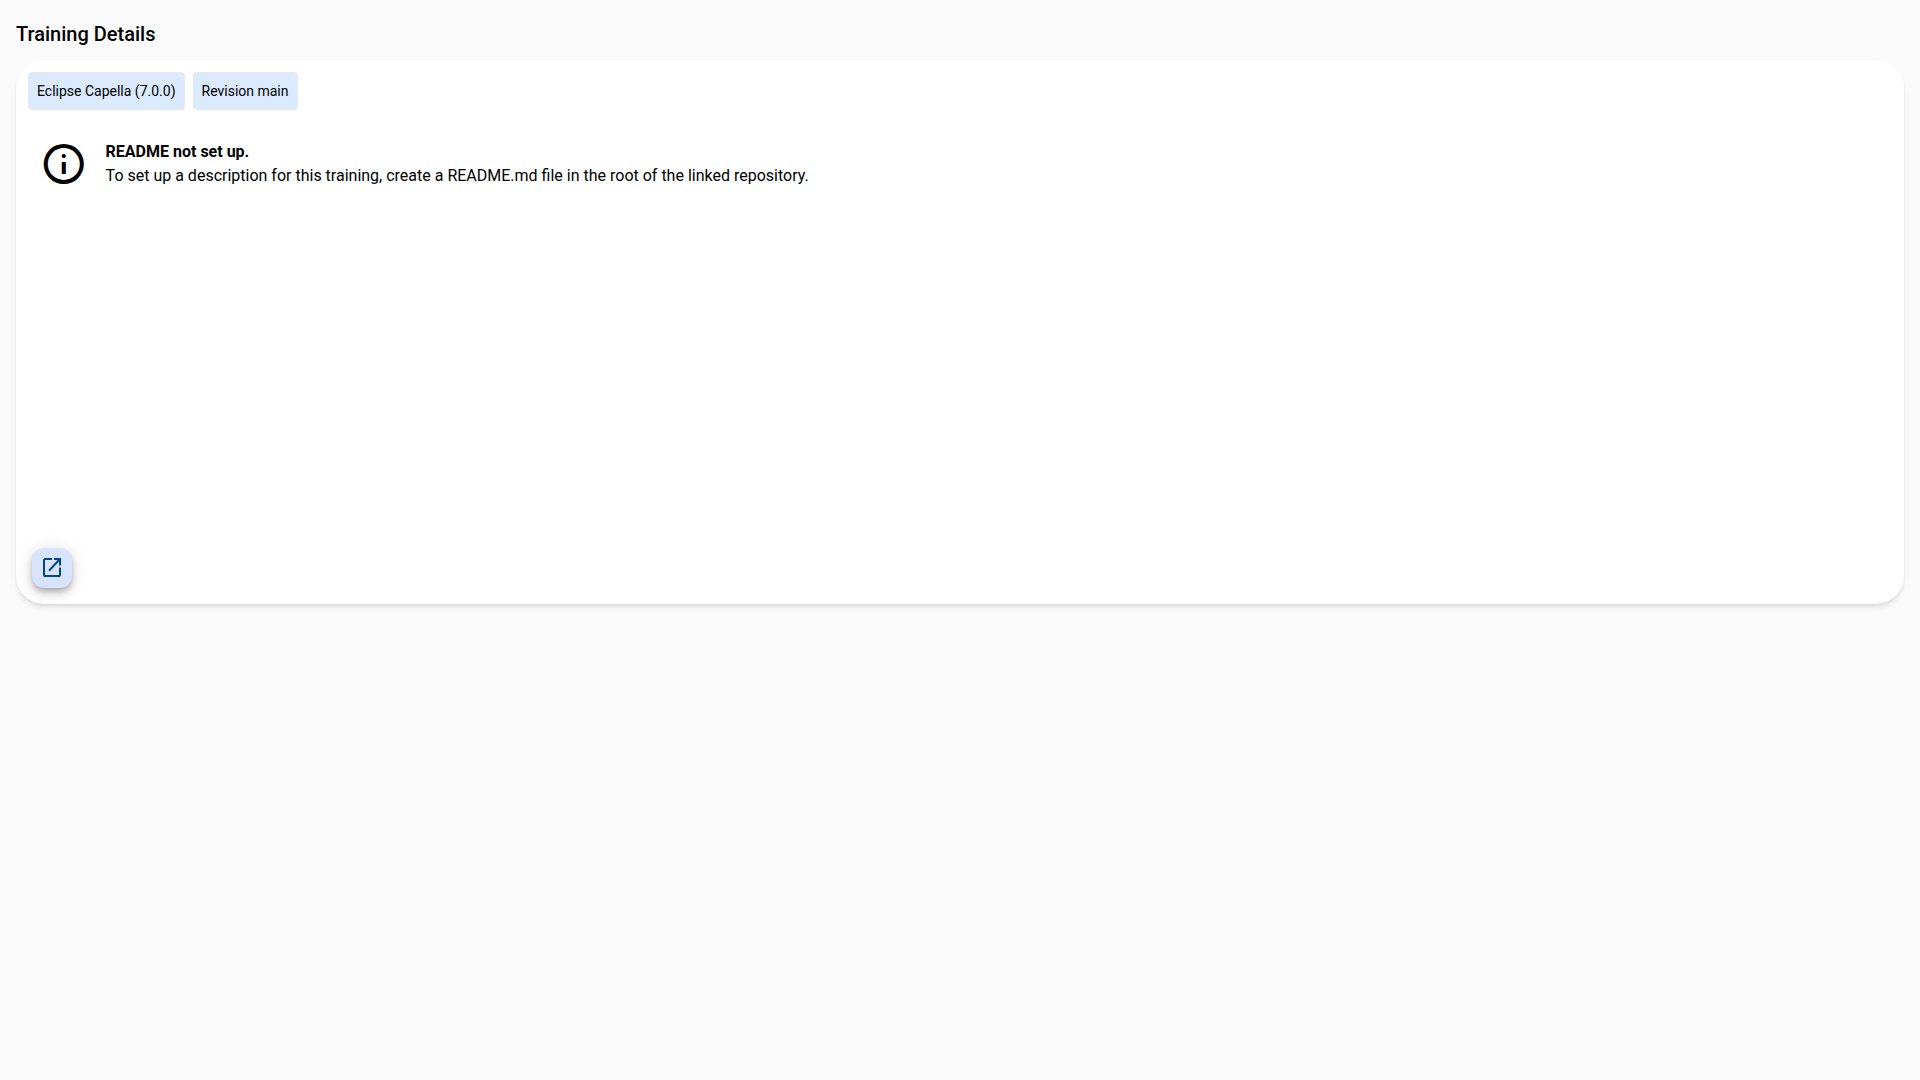 Training Details
Eclipse Capella (7.0.0) Revision main
README not set up.
To set up a description for this training, create a README.md file in the root of the linked repository.